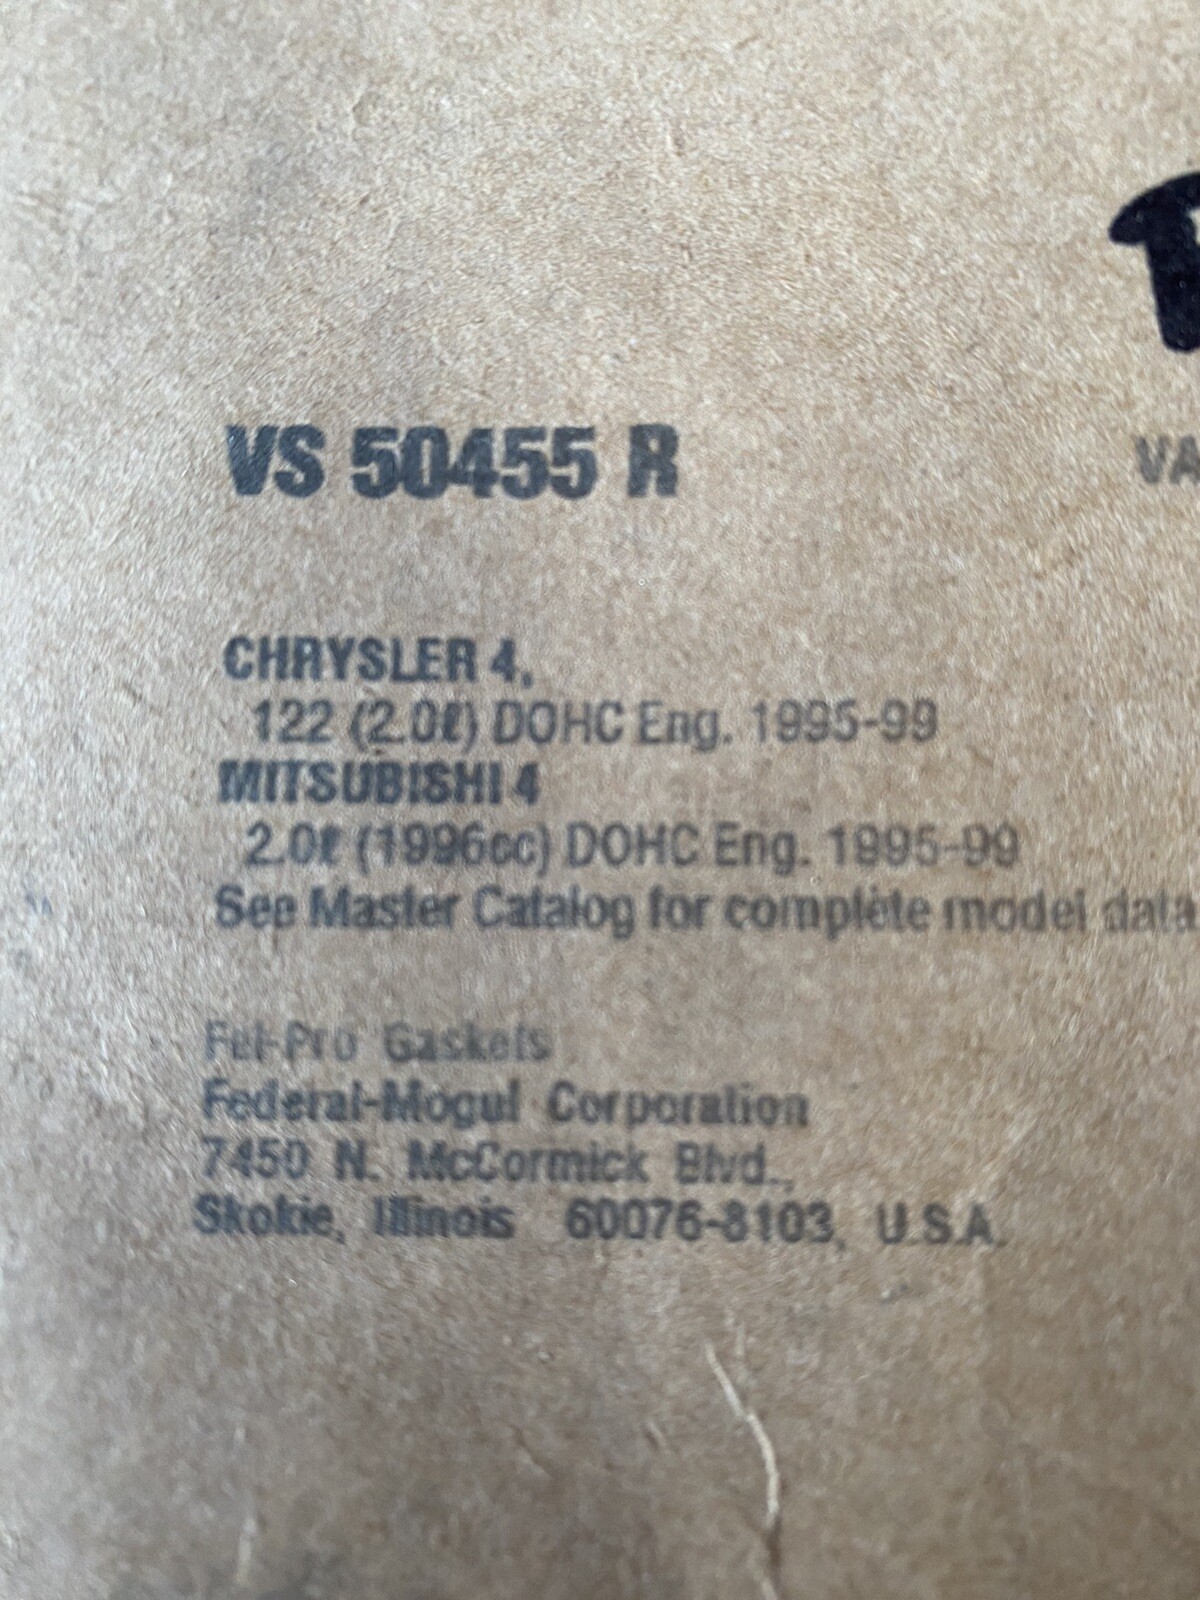 VS 50455 R
VA
CHRYSLER 4,
122 (2.0ℓ) DOHC Eng. 1995-99
MITSUBISHI 4
2.0ℓ (1996cc) DOHC Eng. 1995-99
See Master Catalog for complete model data
Fel-Pro Gaskets
Federal-Mogul Corporation
7450 N. McCormick Blvd.,
Skokie, Illinois 60076-8103, U.S.A.